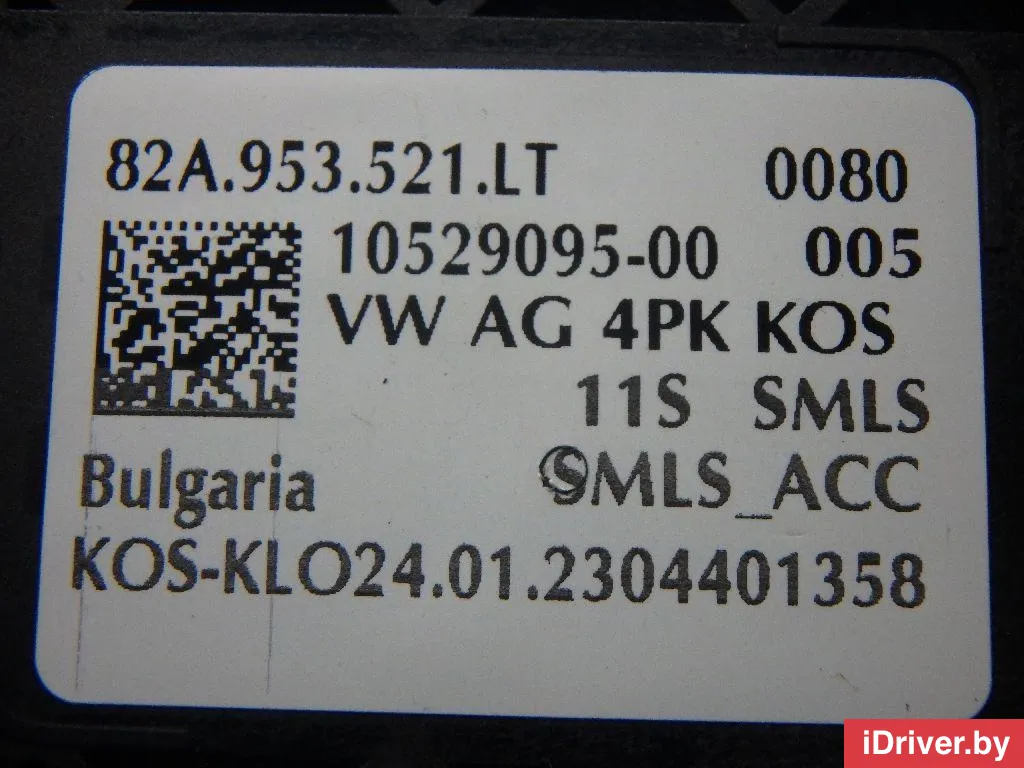 82A.953.521.LT 0080
10529095-00 005
VW AG 4PK KOS
11S SMLS
Bulgaria SMLS_ACC
KOS-KLO24.01.2304401358
iDriver.by